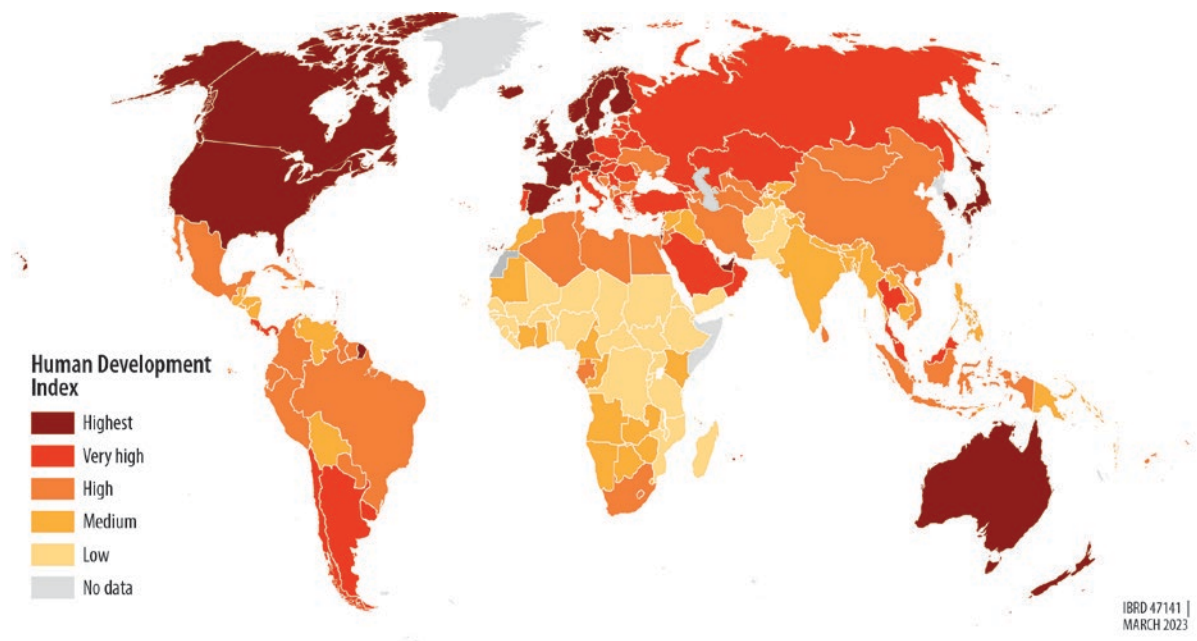 Human Development
Index
Highest
Very high
High
Medium
Low
No data
IBRD 47141 |
MARCH 2023